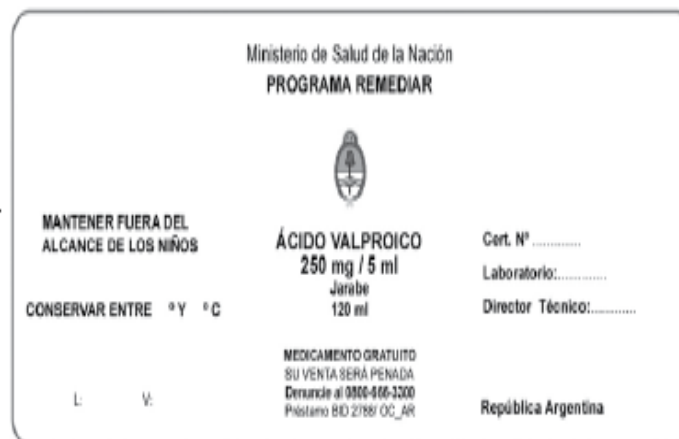 Ministerio de Salud de la Nación
PROGRAMA REMEDIAR
MANTENER FUERA DEL
ALCANCE DE LOS NIÑOS
CONSERVAR ENTRE º Y º C
L: V:
ÁCIDO VALPROICO
250 mg / 5 ml
Jarabe
120 ml
MEDICAMENTO GRATUITO
SU VENTA SERÁ PENADA
Denuncie al 0800-666-3300
Préstamo BID 2788/ OC_AR
Cert. Nº ............
Laboratorio:............
Director Técnico:............
República Argentina